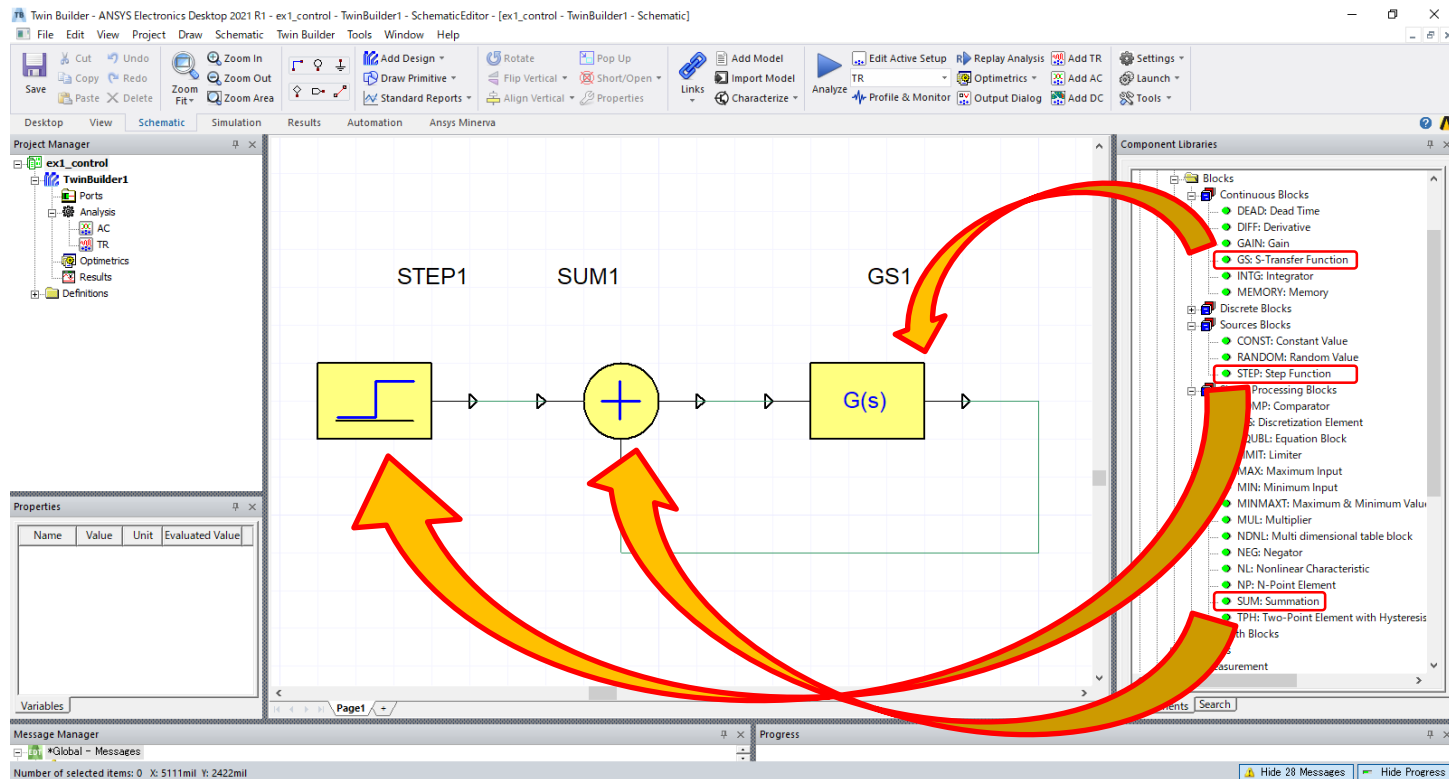 Twin Builder - ANSYS Electronics Desktop 2021 R1 - ex1_control - TwinBuilder1 - SchematicEditor - [ex1_control - TwinBuilder1 - Schematic]
File Edit View Project Draw Schematic Twin Builder Tools Window Help
Save
Cut Undo
Copy Redo
Paste Delete
Zoom Fit
Zoom In
Zoom Out
Zoom Area
Add Design
Draw Primitive
Standard Reports
Rotate
Flip Vertical
Align Vertical
Pop Up
Short/Open
Properties
Links
Add Model
Import Model
Characterize
Analyze
Edit Active Setup Replay Analysis Add TR
TR Optimetrics Add AC
Profile & Monitor Output Dialog Add DC
Settings
Launch
Tools
Desktop View Schematic Simulation Results Automation Ansys Minerva
Project Manager
ex1_control
TwinBuilder1
Ports
Analysis
AC
TR
Optimetrics
Results
Definitions
Properties
Name Value Unit Evaluated Value
Variables
STEP1 SUM1 GS1
G(s)
Page1
Component Libraries
Blocks
Continuous Blocks
DEAD: Dead Time
DIFF: Derivative
GAIN: Gain
GS: S-Transfer Function
INTG: Integrator
MEMORY: Memory
Discrete Blocks
Sources Blocks
CONST: Constant Value
RANDOM: Random Value
STEP: Step Function
Processing Blocks
MP: Comparator
S: Discretization Element
QUBL: Equation Block
IMIT: Limiter
MAX: Maximum Input
MIN: Minimum Input
MINMAXT: Maximum & Minimum Valu
MUL: Multiplier
NDNL: Multi dimensional table block
NEG: Negator
NL: Nonlinear Characteristic
NP: N-Point Element
SUM: Summation
TPH: Two-Point Element with Hysteresis
th Blocks
s
asurement
nents Search
Message Manager
*Global - Messages
Progress
Number of selected items: 0 X: 5111mil Y: 2422mil
Hide 28 Messages Hide Progress